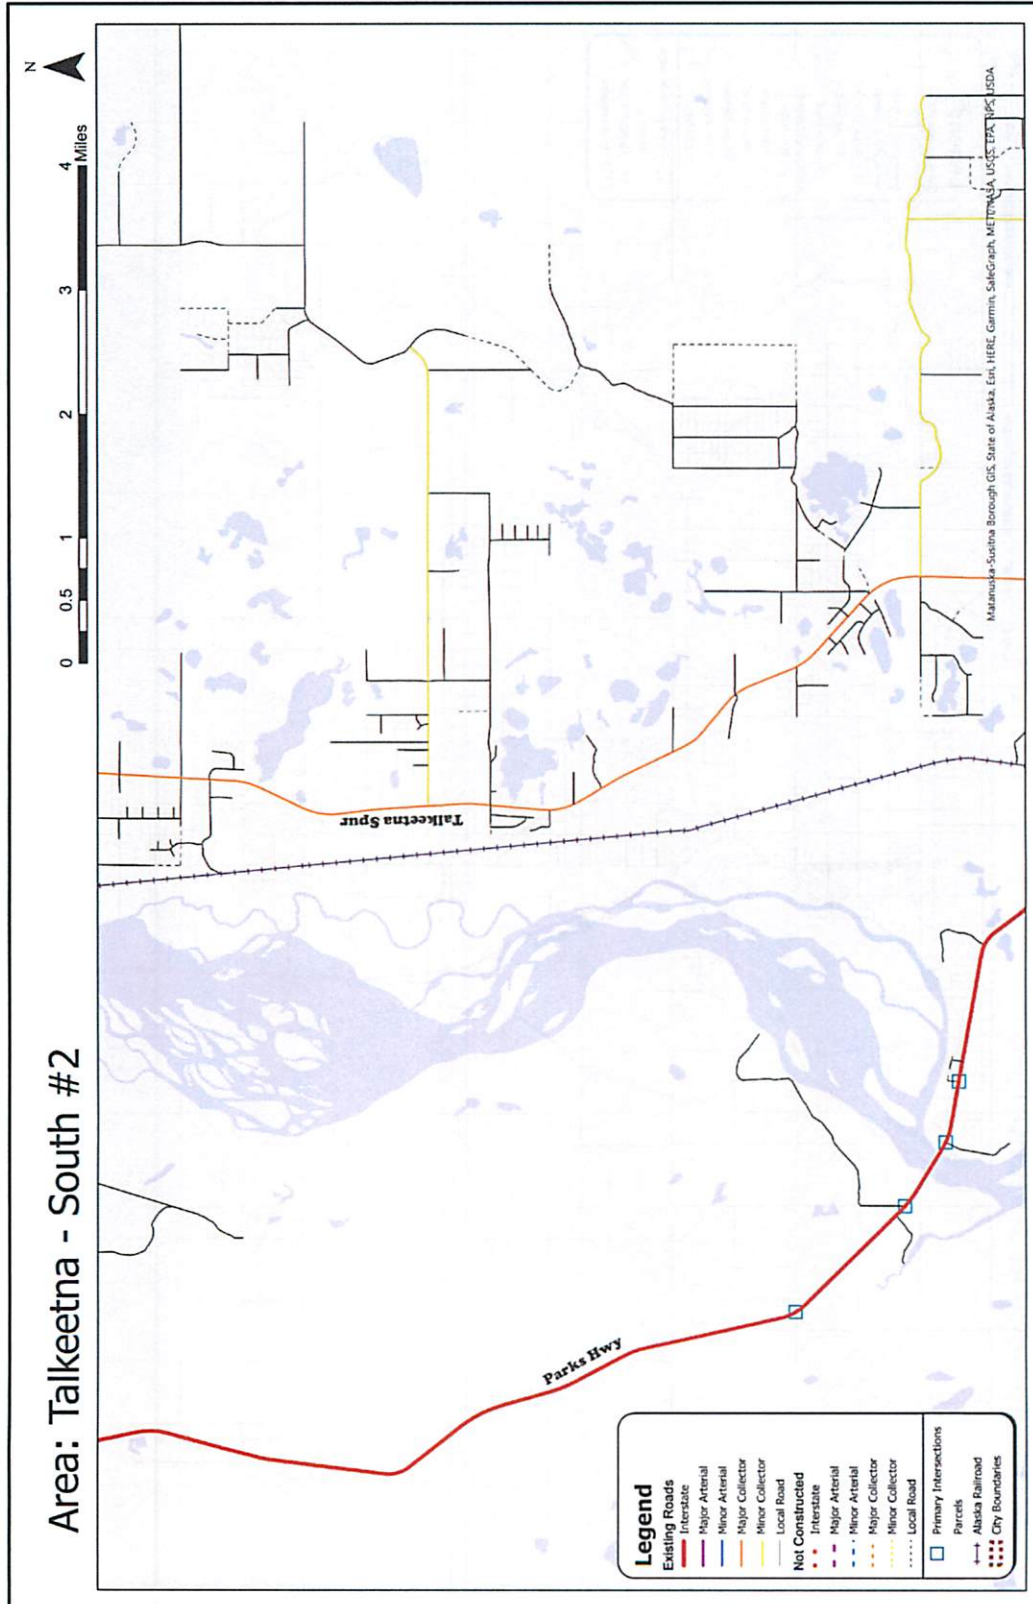 Area: Talkeetna - South #2
N
0 0.5 1 2 3 4
Miles
Talkeetna Spur
Parks Hwy
Legend
Existing Roads
Interstate
Major Arterial
Minor Arterial
Major Collector
Minor Collector
Local Road
Not Constructed
Interstate
Major Arterial
Minor Arterial
Major Collector
Minor Collector
Local Road
Primary Intersections
Parcels
Alaska Railroad
City Boundaries
Matanuska-Susitna Borough GIS, State of Alaska, Esri, HERE, Garmin, SafeGraph, METI/NASA, USGS, EPA, NPS, USDA